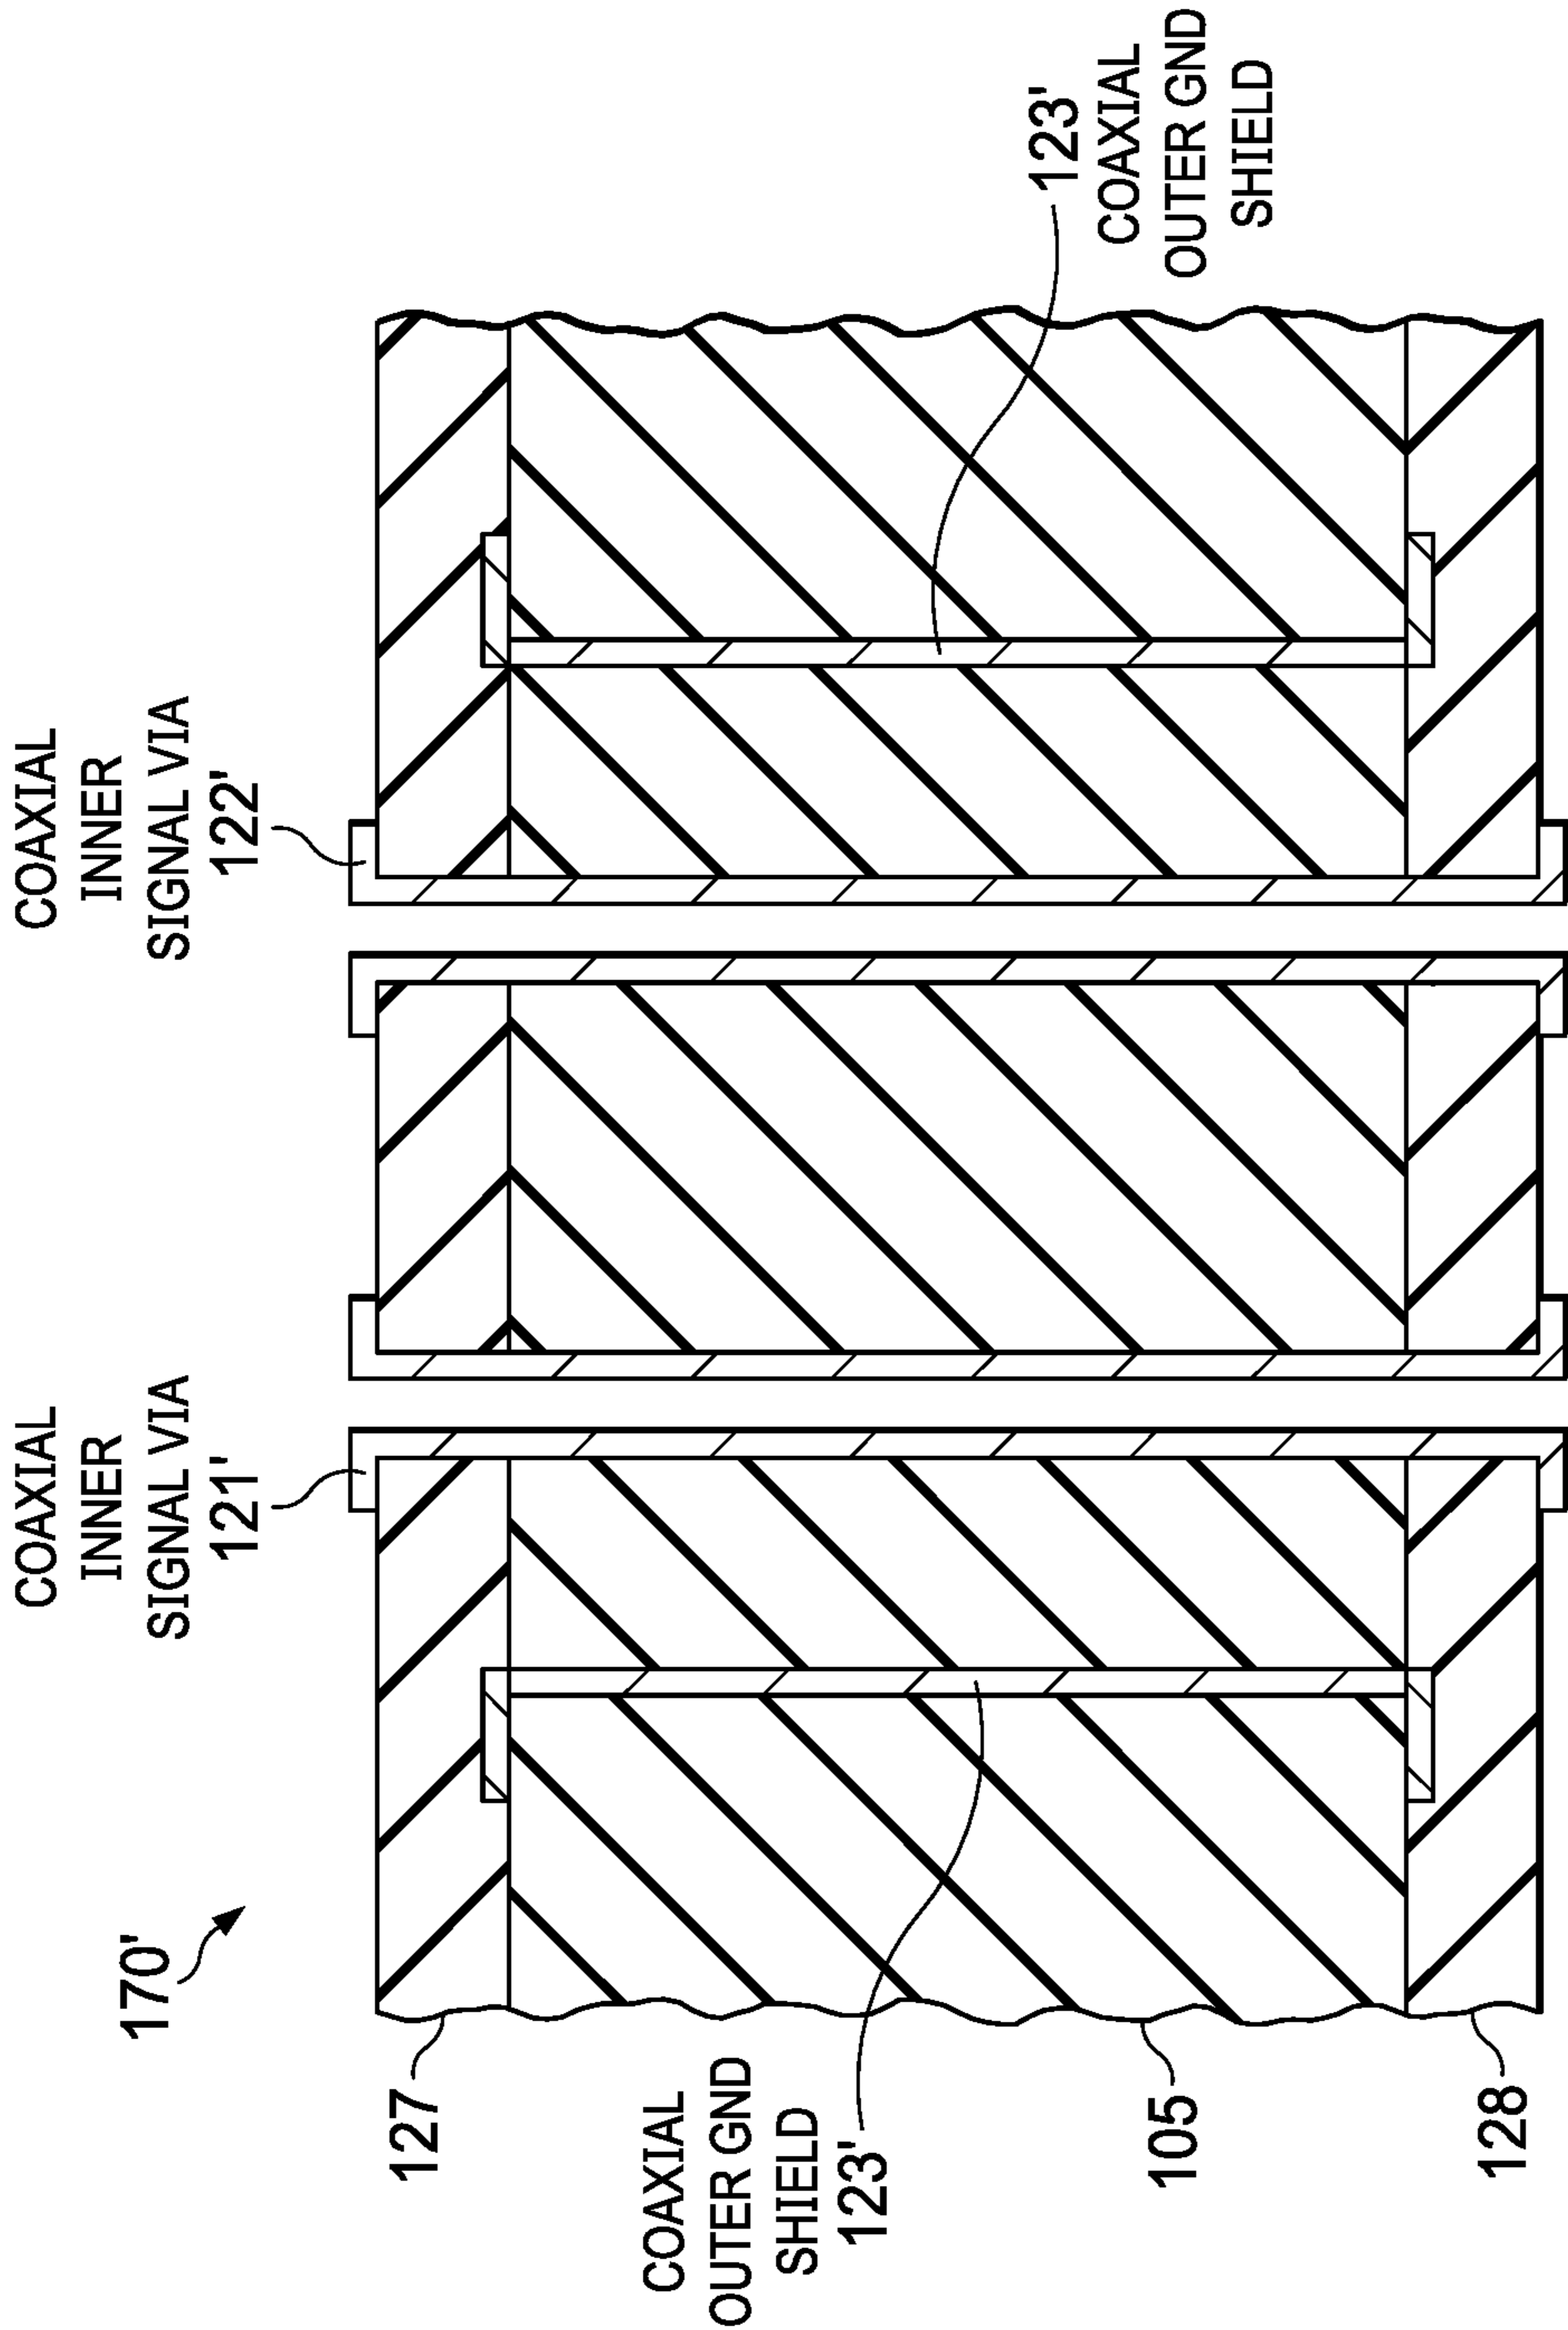 170'
COAXIAL
INNER
SIGNAL VIA
121'
COAXIAL
INNER
SIGNAL VIA
122'
127
COAXIAL
OUTER GND
SHIELD
123'
105
128
123'
COAXIAL
OUTER GND
SHIELD